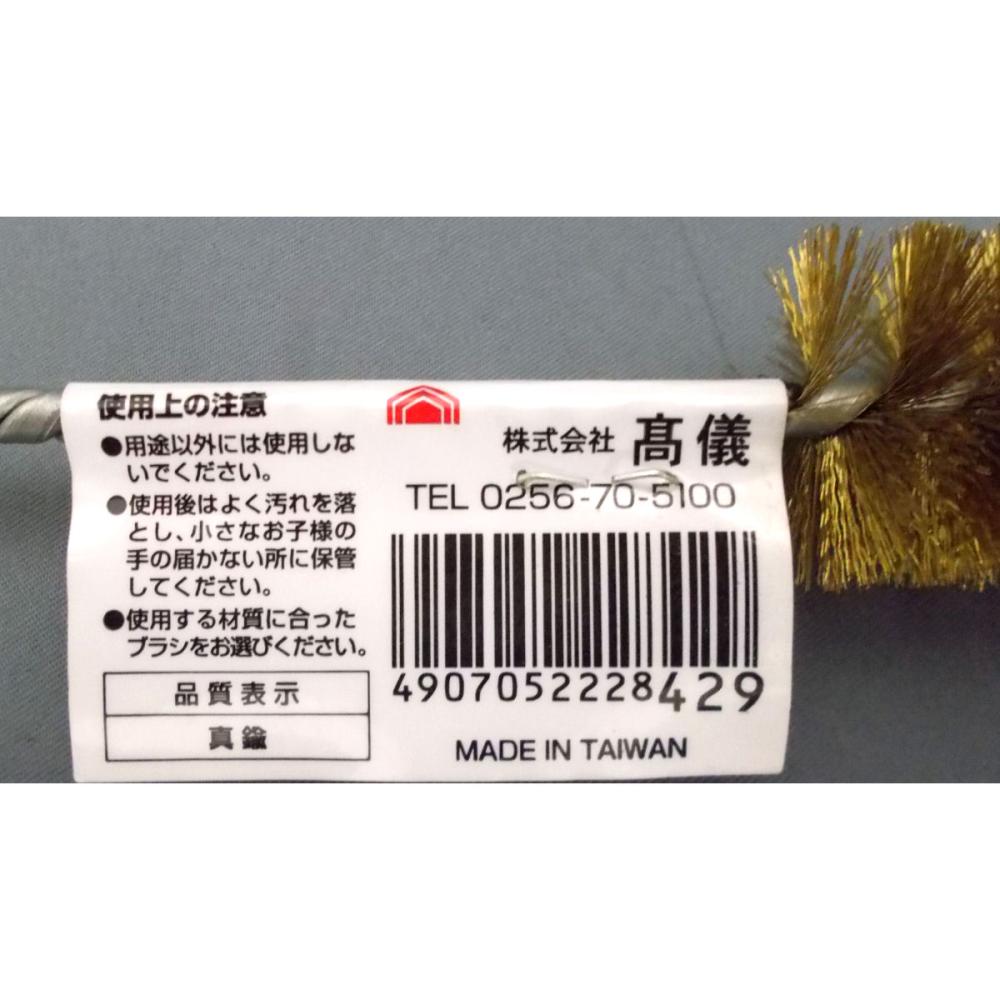 使用上の注意
●用途以外には使用しな
いでください。
●使用後はよく汚れを落
とし、小さなお子様の
手の届かない所に保管
してください。
●使用する材質に合った
ブラシをお選びください。
品質表示
真鍮
株式会社 髙儀
TEL 0256-70-5100
4907052228429
MADE IN TAIWAN